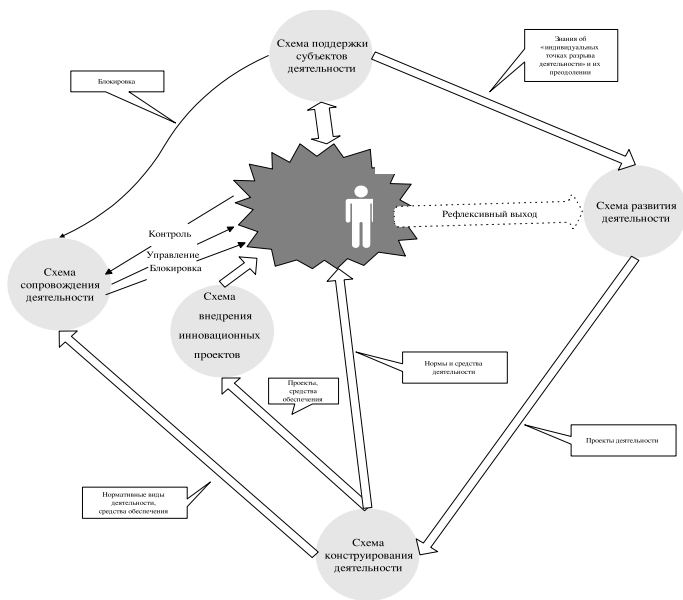 Схема поддержки
субъектов
деятельности
Знания об
«индивидуальных
точках разрыва
деятельности» и их
преодолении
Блокировка
Рефлексивный выход
Схема развития
деятельности
Контроль
Управление
Блокировка
Схема
сопровождения
деятельности
Схема
внедрения
инновационных
проектов
Нормы и средства
деятельности
Проекты,
средства
обеспечения
Проекты деятельности
Нормативные виды
деятельности,
средства обеспечения
Схема
конструирования
деятельности